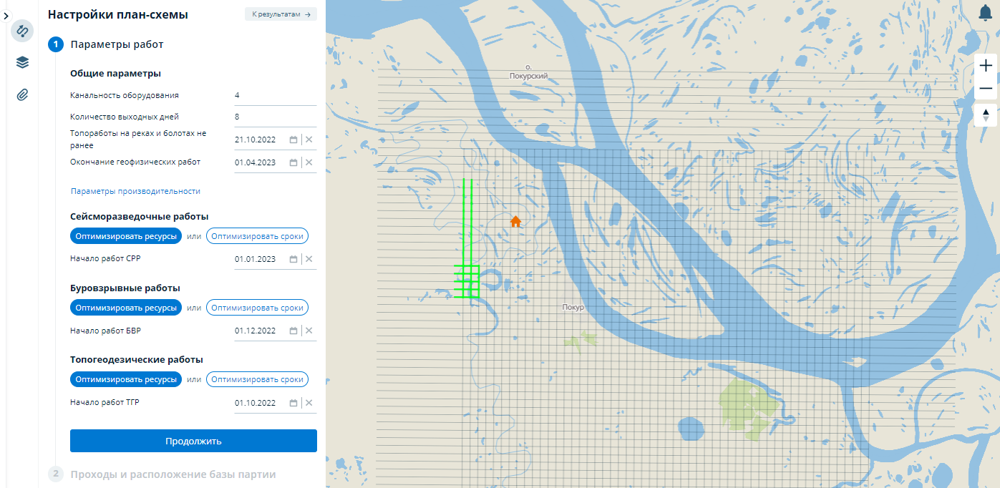 Настройки план-схемы
К результатам →
1 Параметры работ
Общие параметры
Канальность оборудования 4
Количество выходных дней 8
Топоработы на реках и болотах не
ранее 21.10.2022
Окончание геофизических работ 01.04.2023
Параметры производительности
Сейсморазведочные работы
Оптимизировать ресурсы или Оптимизировать сроки
Начало работ СРР 01.01.2023
Буровзрывные работы
Оптимизировать ресурсы или Оптимизировать сроки
Начало работ БВР 01.12.2022
Топогеодезические работы
Оптимизировать ресурсы или Оптимизировать сроки
Начало работ ТГР 01.10.2022
Продолжить
2 Проходы и расположение базы партии
о.
Покурский
Покур